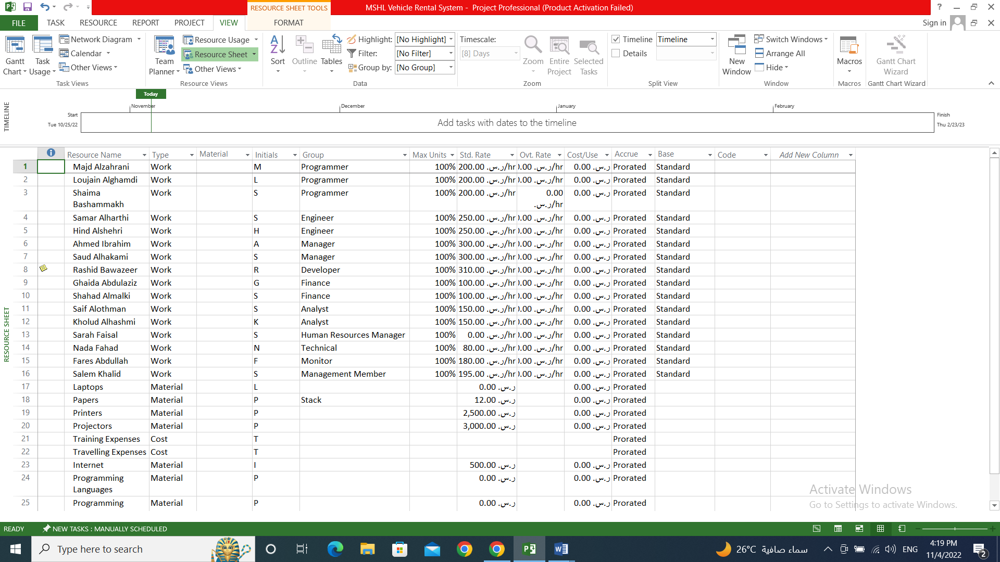 RESOURCE SHEET TOOLS
MSHL Vehicle Rental System - Project Professional (Product Activation Failed)
?
FILE TASK RESOURCE REPORT PROJECT VIEW FORMAT
Sign in
Gantt Chart
Task Usage
Network Diagram
Calendar
Other Views
Task Views
Team Planner
Resource Usage
Resource Sheet
Other Views
Resource Views
Sort
Outline
Tables
Highlight: [No Highlight]
Filter: [No Filter]
Group by: [No Group]
Data
Timescale:
[8] Days
Zoom
Entire Project
Selected Tasks
Zoom
Timeline Timeline
Details
Split View
New Window
Switch Windows
Arrange All
Hide
Window
Macros
Macros
Gantt Chart Wizard
Gantt Chart Wizard
TIMELINE
Today
November December January February
Start
Tue 10/25/22
Add tasks with dates to the timeline
Finish
Thu 2/23/23
RESOURCE SHEET
Resource Name Type Material Initials Group Max Units Std. Rate Ovt. Rate Cost/Use Accrue Base Code Add New Column
1 Majd Alzahrani Work M Programmer 100% 200.00 ر.س./hr 0.00 ر.س./hr 0.00 ر.س. Prorated Standard
2 Loujain Alghamdi Work L Programmer 100% 200.00 ر.س./hr 0.00 ر.س./hr 0.00 ر.س. Prorated Standard
3 Shaima Bashammakh Work S Programmer 100% 200.00 ر.س./hr 0.00 ر.س./hr 0.00 ر.س. Prorated Standard
4 Samar Alharthi Work S Engineer 100% 250.00 ر.س./hr 0.00 ر.س./hr 0.00 ر.س. Prorated Standard
5 Hind Alshehri Work H Engineer 100% 250.00 ر.س./hr 0.00 ر.س./hr 0.00 ر.س. Prorated Standard
6 Ahmed Ibrahim Work A Manager 100% 300.00 ر.س./hr 0.00 ر.س./hr 0.00 ر.س. Prorated Standard
7 Saud Alhakami Work S Manager 100% 300.00 ر.س./hr 0.00 ر.س./hr 0.00 ر.س. Prorated Standard
8 Rashid Bawazeer Work R Developer 100% 310.00 ر.س./hr 0.00 ر.س./hr 0.00 ر.س. Prorated Standard
9 Ghaida Abdulaziz Work G Finance 100% 100.00 ر.س./hr 0.00 ر.س./hr 0.00 ر.س. Prorated Standard
10 Shahad Almalki Work S Finance 100% 100.00 ر.س./hr 0.00 ر.س./hr 0.00 ر.س. Prorated Standard
11 Saif Alothman Work S Analyst 100% 150.00 ر.س./hr 0.00 ر.س./hr 0.00 ر.س. Prorated Standard
12 Kholud Alhashmi Work K Analyst 100% 150.00 ر.س./hr 0.00 ر.س./hr 0.00 ر.س. Prorated Standard
13 Sarah Faisal Work S Human Resources Manager 100% 0.00 ر.س./hr 0.00 ر.س./hr 0.00 ر.س. Prorated Standard
14 Nada Fahad Work N Technical 100% 80.00 ر.س./hr 0.00 ر.س./hr 0.00 ر.س. Prorated Standard
15 Fares Abdullah Work F Monitor 100% 180.00 ر.س./hr 0.00 ر.س./hr 0.00 ر.س. Prorated Standard
16 Salem Khalid Work S Management Member 100% 195.00 ر.س./hr 0.00 ر.س./hr 0.00 ر.س. Prorated Standard
17 Laptops Material L 0.00 ر.س. 0.00 ر.س. Prorated
18 Papers Material P Stack 12.00 ر.س. 0.00 ر.س. Prorated
19 Printers Material P 2,500.00 ر.س. 0.00 ر.س. Prorated
20 Projectors Material P 3,000.00 ر.س. 0.00 ر.س. Prorated
21 Training Expenses Cost T Prorated
22 Travelling Expenses Cost T Prorated
23 Internet Material I 500.00 ر.س. 0.00 ر.س. Prorated
24 Programming Languages Material P 0.00 ر.س. 0.00 ر.س. Prorated
25 Programming Material P 0.00 ر.س. 0.00 ر.س. Prorated
Activate Windows
Go to Settings to activate Windows.
READY NEW TASKS : MANUALLY SCHEDULED
Type here to search
26°C سماء صافية
ENG
4:19 PM
11/4/2022
2